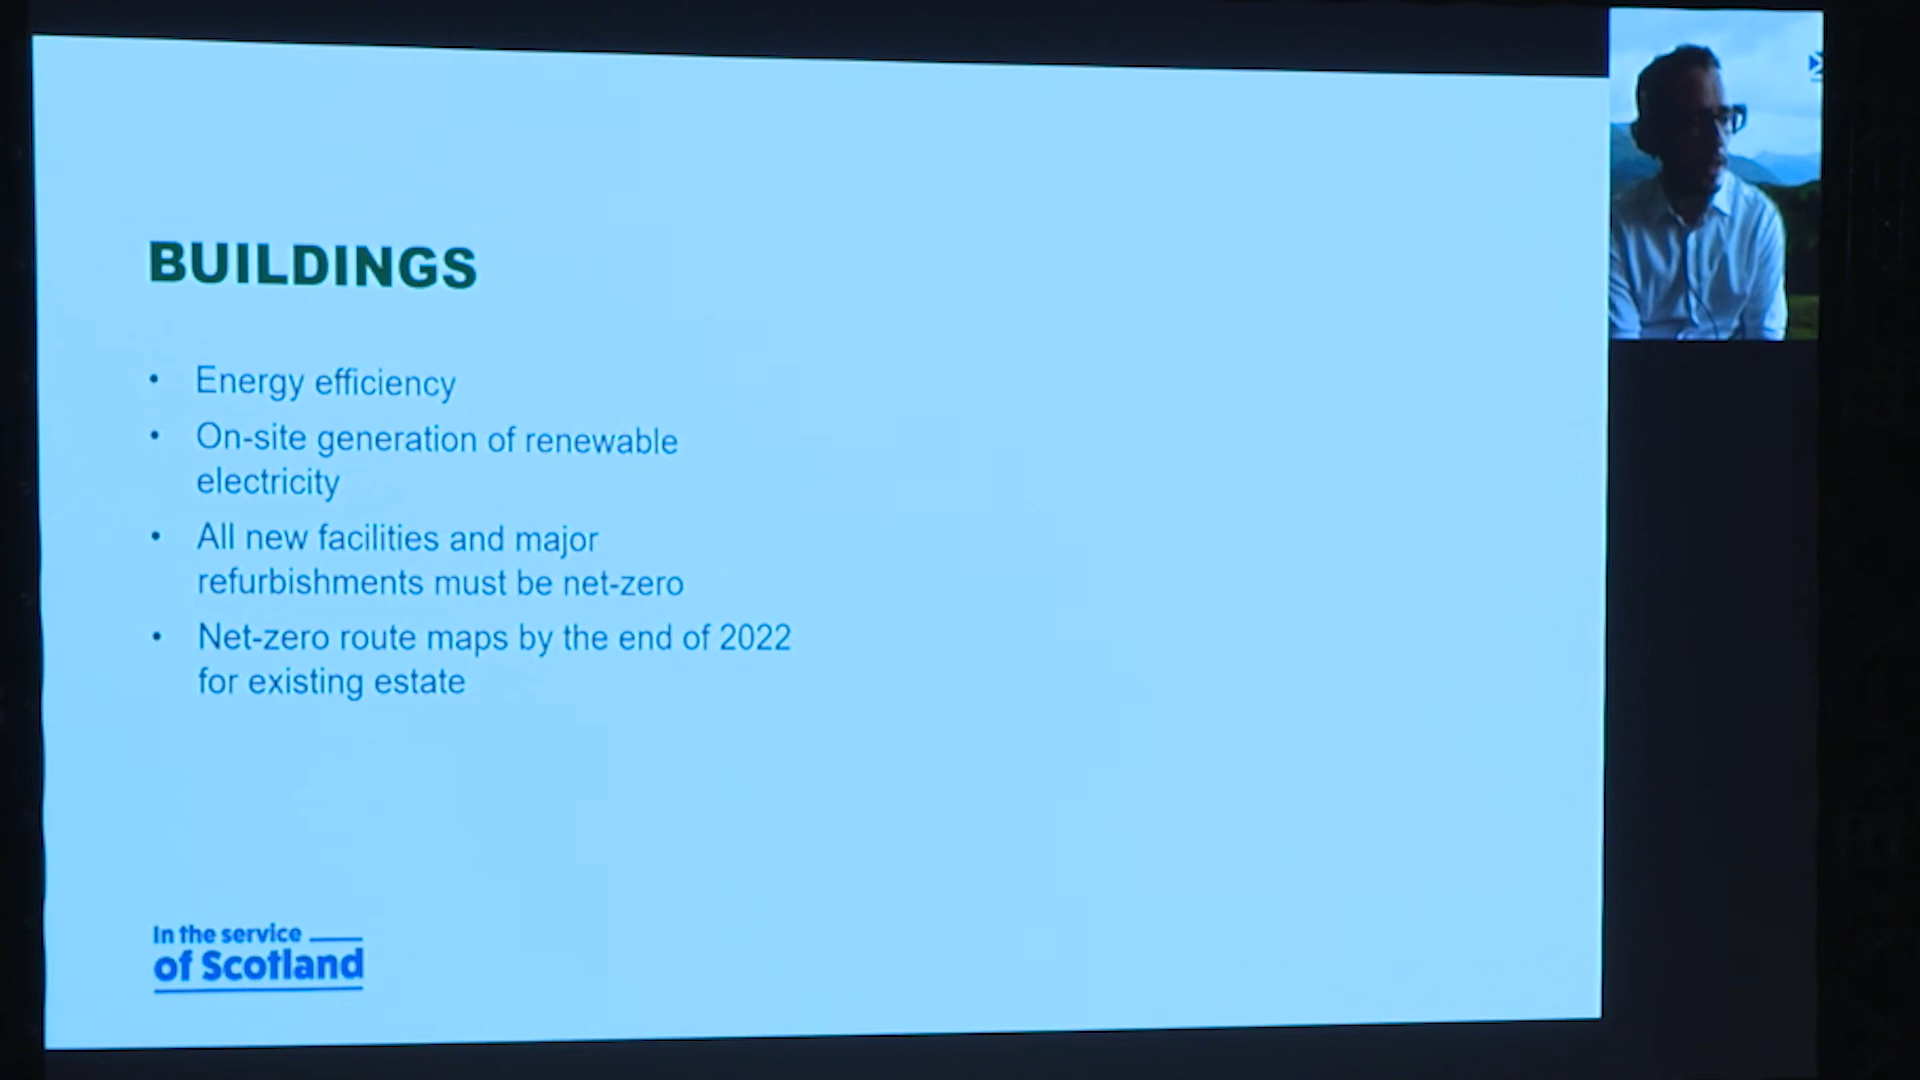 BUILDINGS
• Energy efficiency
• On-site generation of renewable
electricity
• All new facilities and major
refurbishments must be net-zero
• Net-zero route maps by the end of 2022
for existing estate
In the service
of Scotland